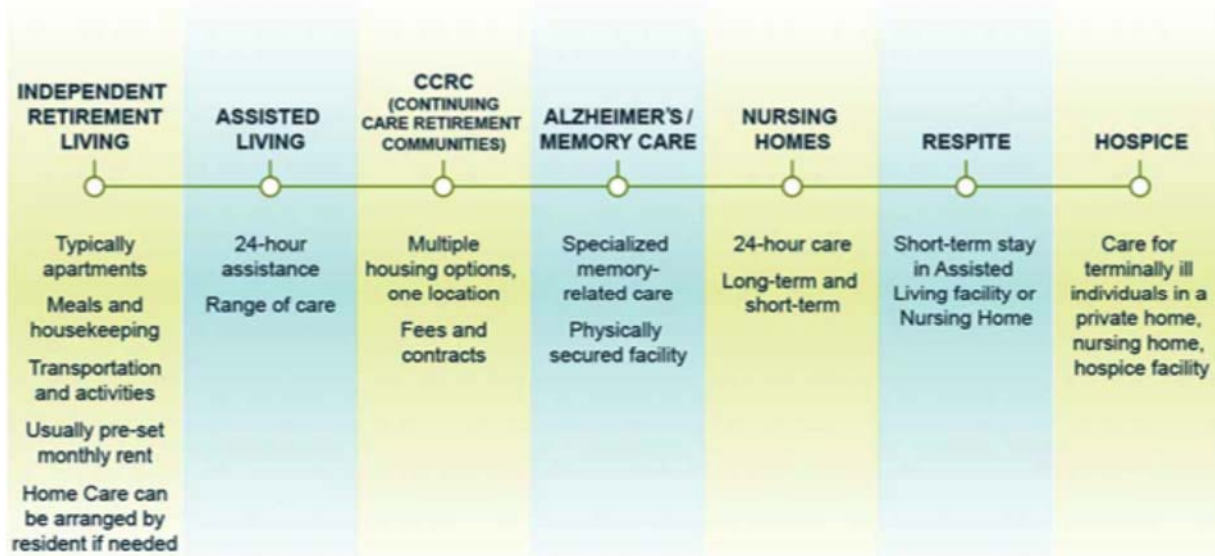 INDEPENDENT
RETIREMENT
LIVING
Typically
apartments
Meals and
housekeeping
Transportation
and activities
Usually pre-set
monthly rent
Home Care can
be arranged by
resident if needed
ASSISTED
LIVING
24-hour
assistance
Range of care
CCRC
(CONTINUING
CARE RETIREMENT
COMMUNITIES)
Multiple
housing options,
one location
Fees and
contracts
ALZHEIMER'S /
MEMORY CARE
Specialized
memory-
related care
Physically
secured facility
NURSING
HOMES
24-hour care
Long-term and
short-term
RESPITE
Short-term stay
in Assisted
Living facility or
Nursing Home
HOSPICE
Care for
terminally ill
individuals in a
private home,
nursing home,
hospice facility